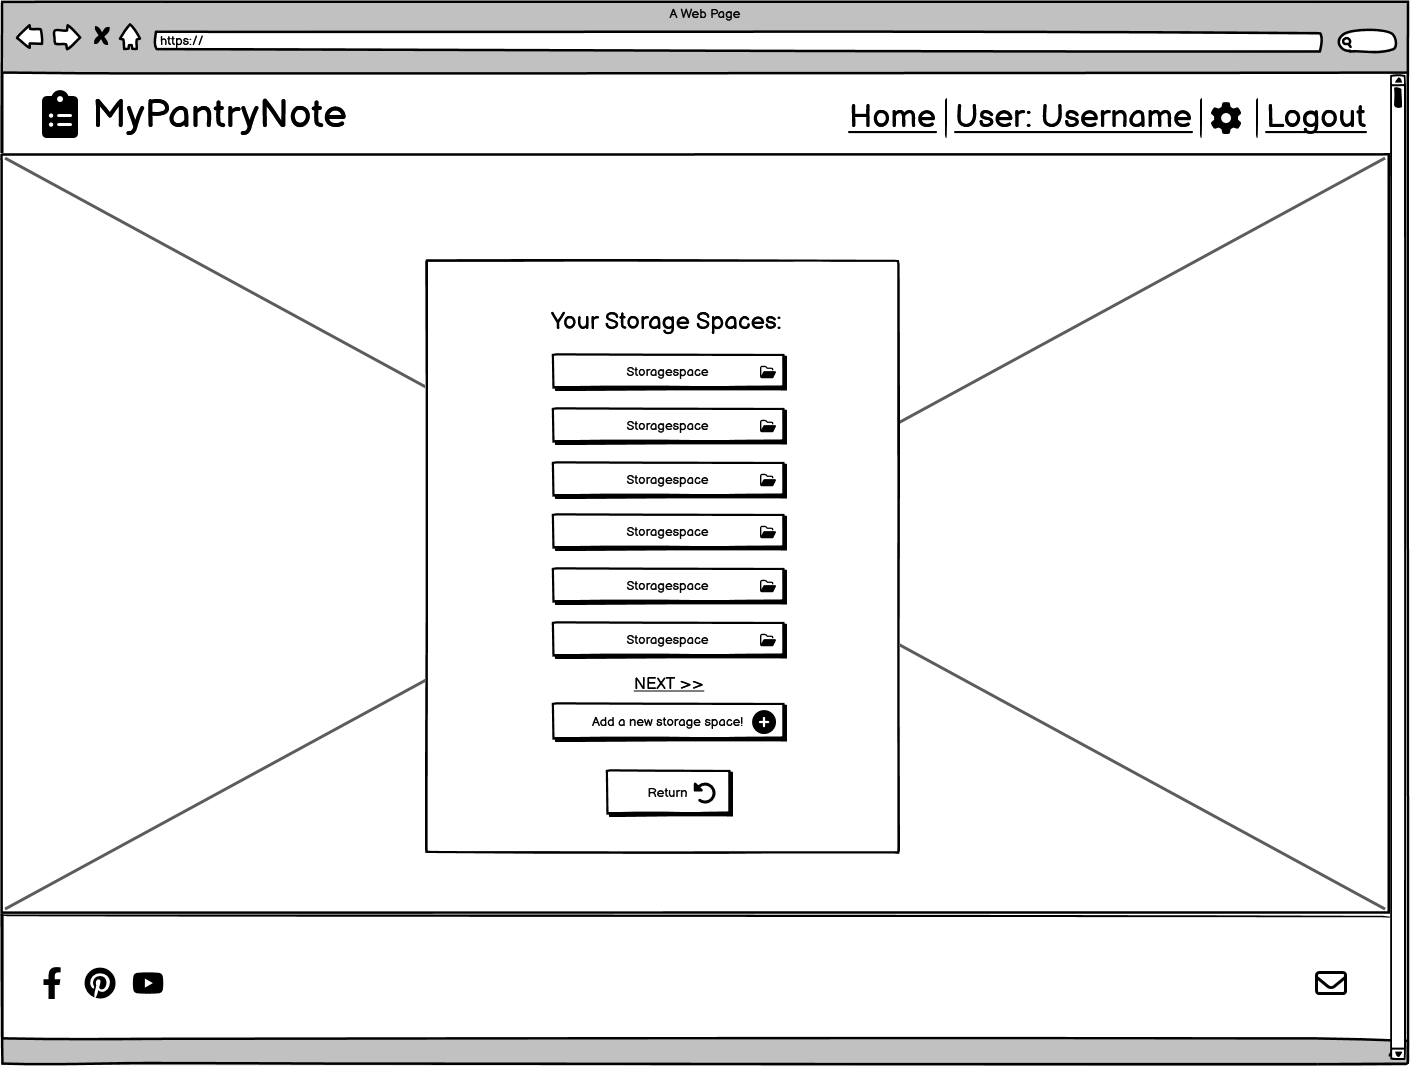 A Web Page
https://
MyPantryNote
Home
User: Username
Logout
Your Storage Spaces:
Storagespace
Storagespace
Storagespace
Storagespace
Storagespace
Storagespace
NEXT >>
Add a new storage space!
Return